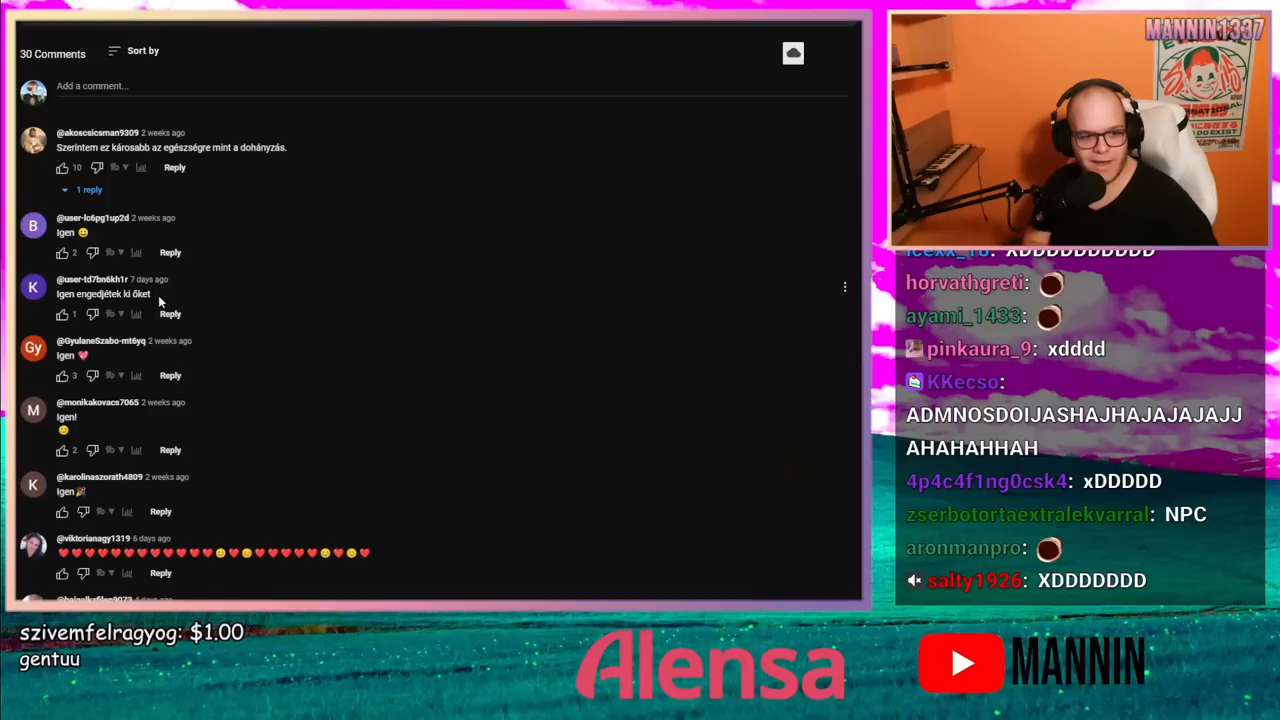 30 Comments
Sort by
Add a comment...
@akoscsicsman9309 2 weeks ago
Szerintem ez károsabb az egészségre mint a dohányzás.
10
Reply
1 reply
@user-lc6pg1up2d 2 weeks ago
Igen 😀
2
Reply
@user-td7bn6kh1r 7 days ago
Igen engedjétek ki őket
1
Reply
@GyulaneSzabo-mt6yq 2 weeks ago
Igen 💖
3
Reply
@monikakovacs7065 2 weeks ago
Igen!
😊
2
Reply
@karolinaszorath4809 2 weeks ago
Igen🎉
Reply
@viktorianagy1319 6 days ago
❤❤❤❤❤❤❤❤❤❤❤❤😊❤😊❤❤❤❤❤😊❤😊❤
Reply
B
K
Gy
M
K
MANNIN1337
horvathgreti:
ayami_1433:
pinkaura_9: xdddd
KKecso:
ADMNOSDOIJASHAJHAJAJAJAJJ
AHAHAHHAH
4p4c4f1ng0csk4: xDDDDD
zserbotortaextralekvarral: NPC
aronmanpro:
salty1926: XDDDDDDD
szivemfelragyog: $1.00
gentuu
Alensa
MANNIN